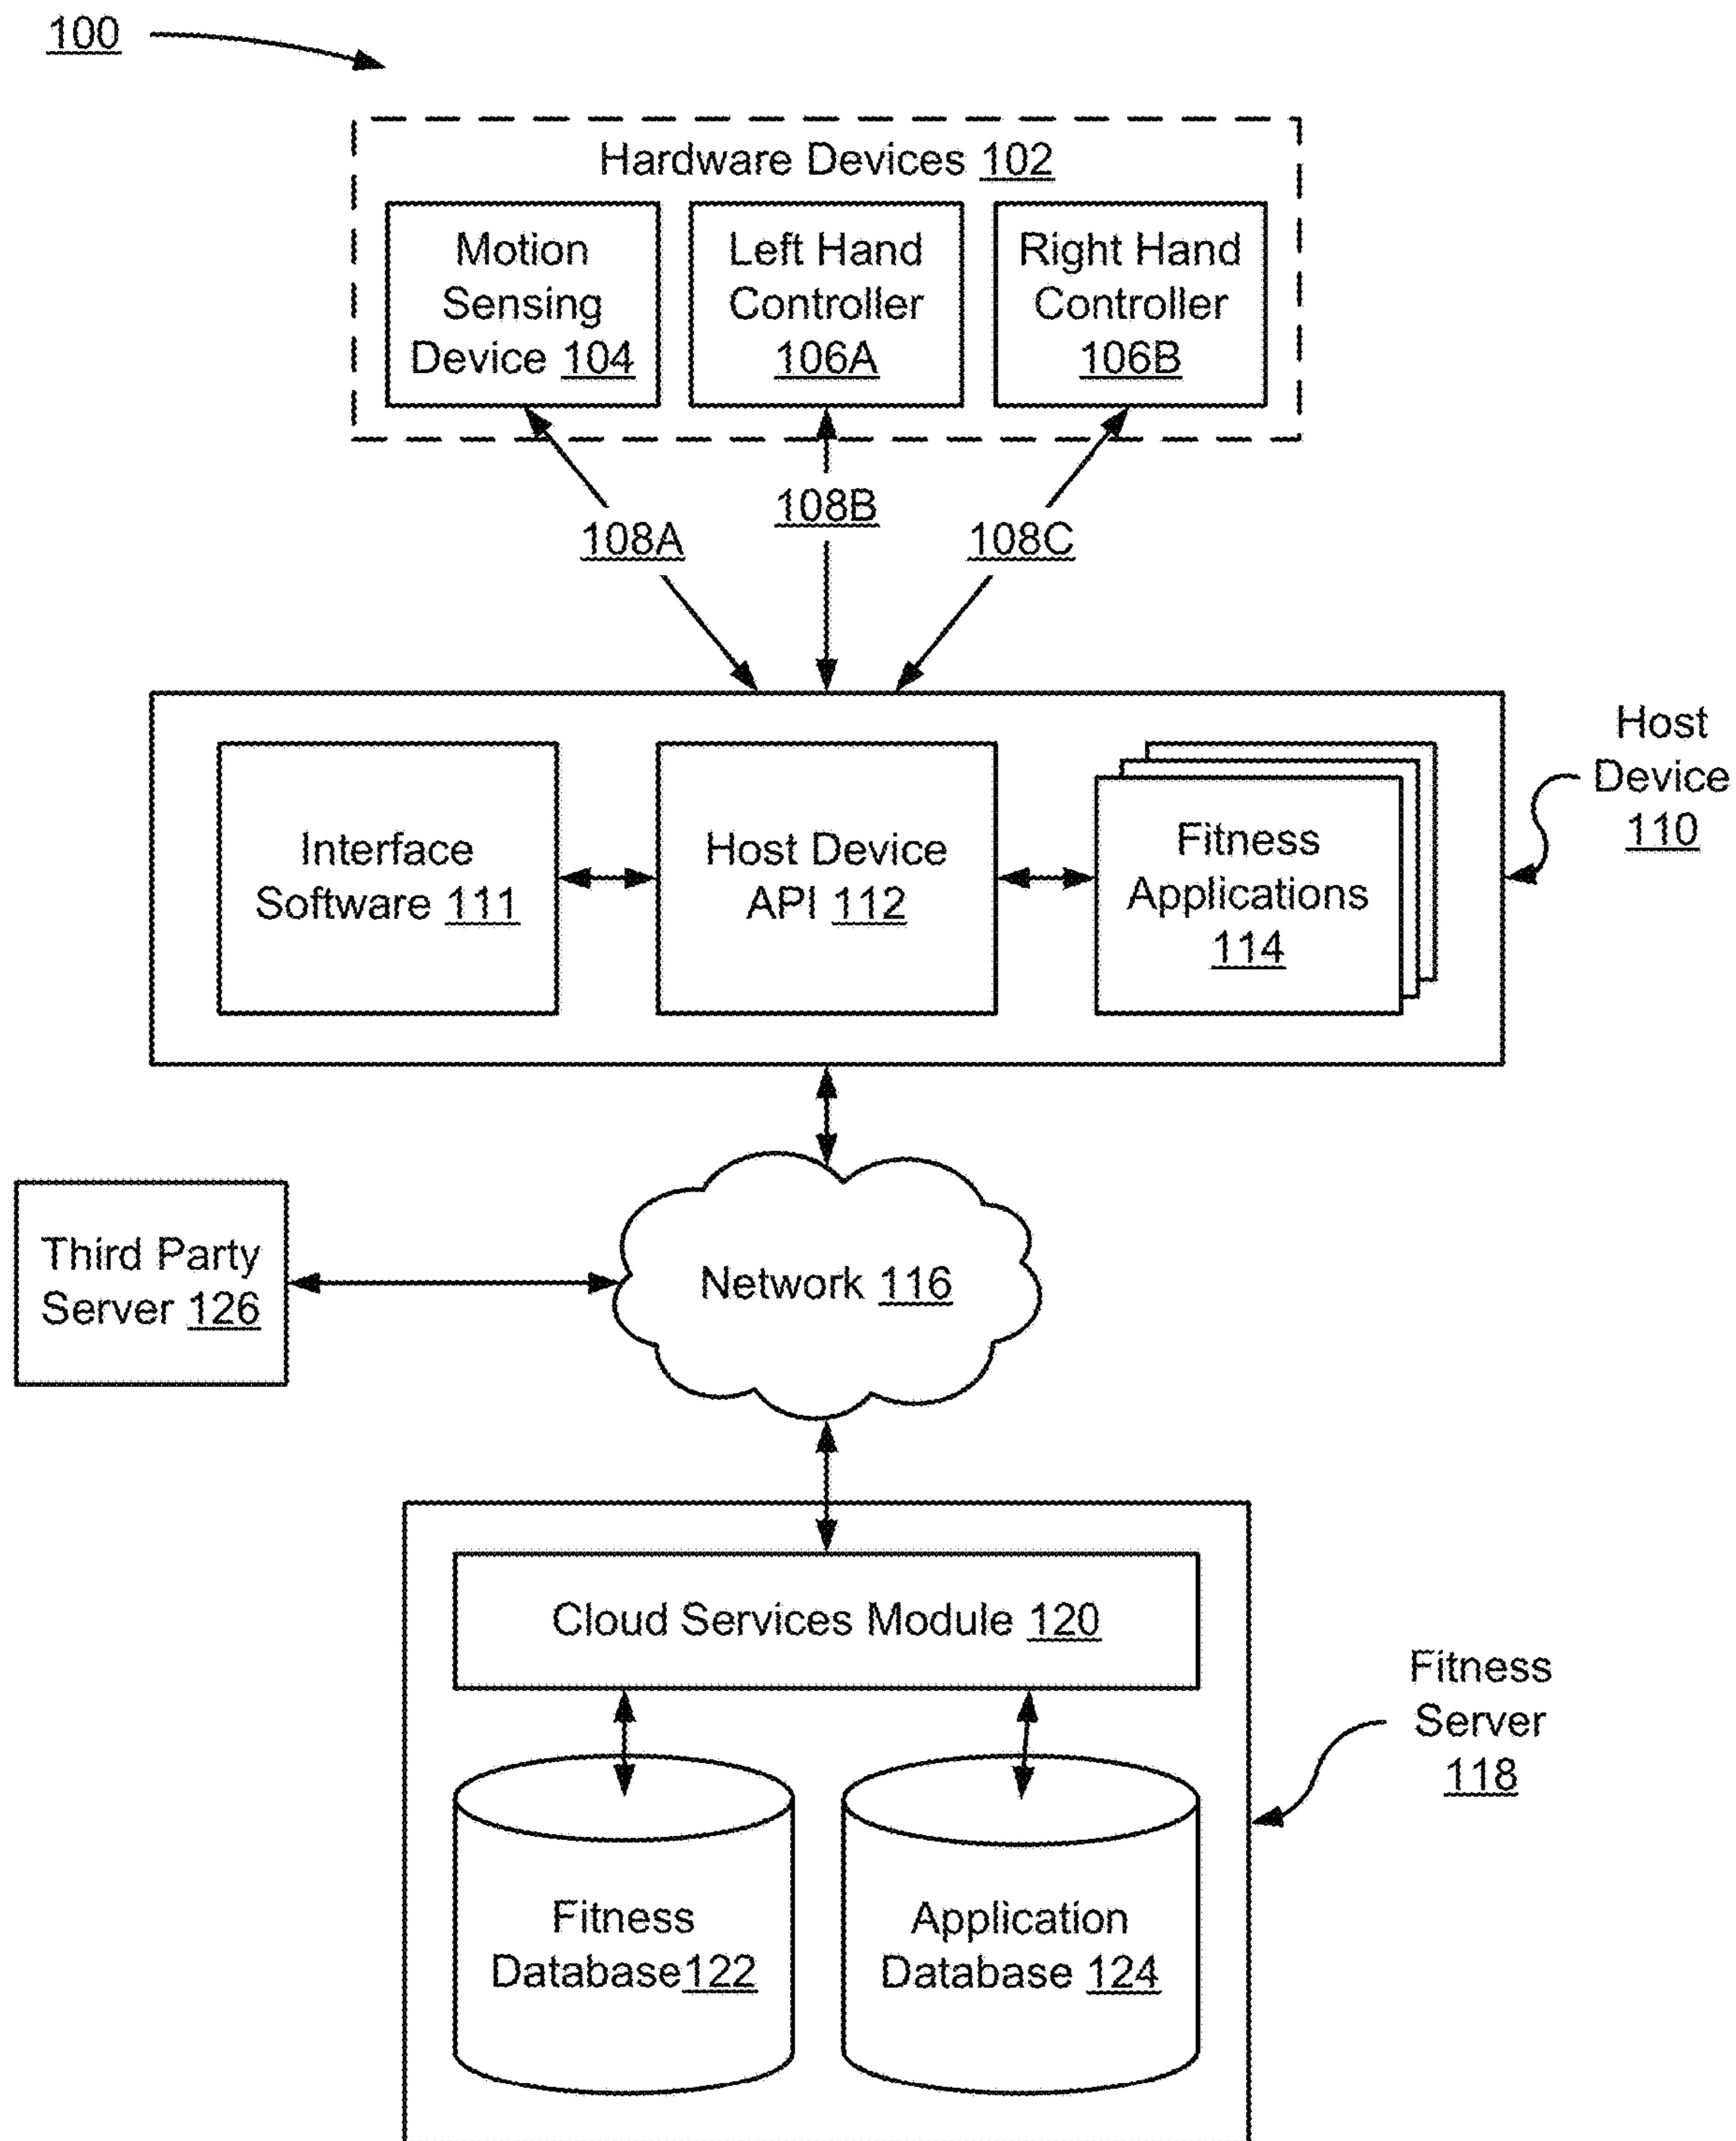 100
Hardware Devices 102
Motion
Sensing
Device 104
Left Hand
Controller
106A
Right Hand
Controller
106B
108A
108B
108C
Host
Device
110
Interface
Software 111
Host Device
API 112
Fitness
Applications
114
Third Party
Server 126
Network 116
Cloud Services Module 120
Fitness
Server
118
Fitness
Database122
Application
Database 124